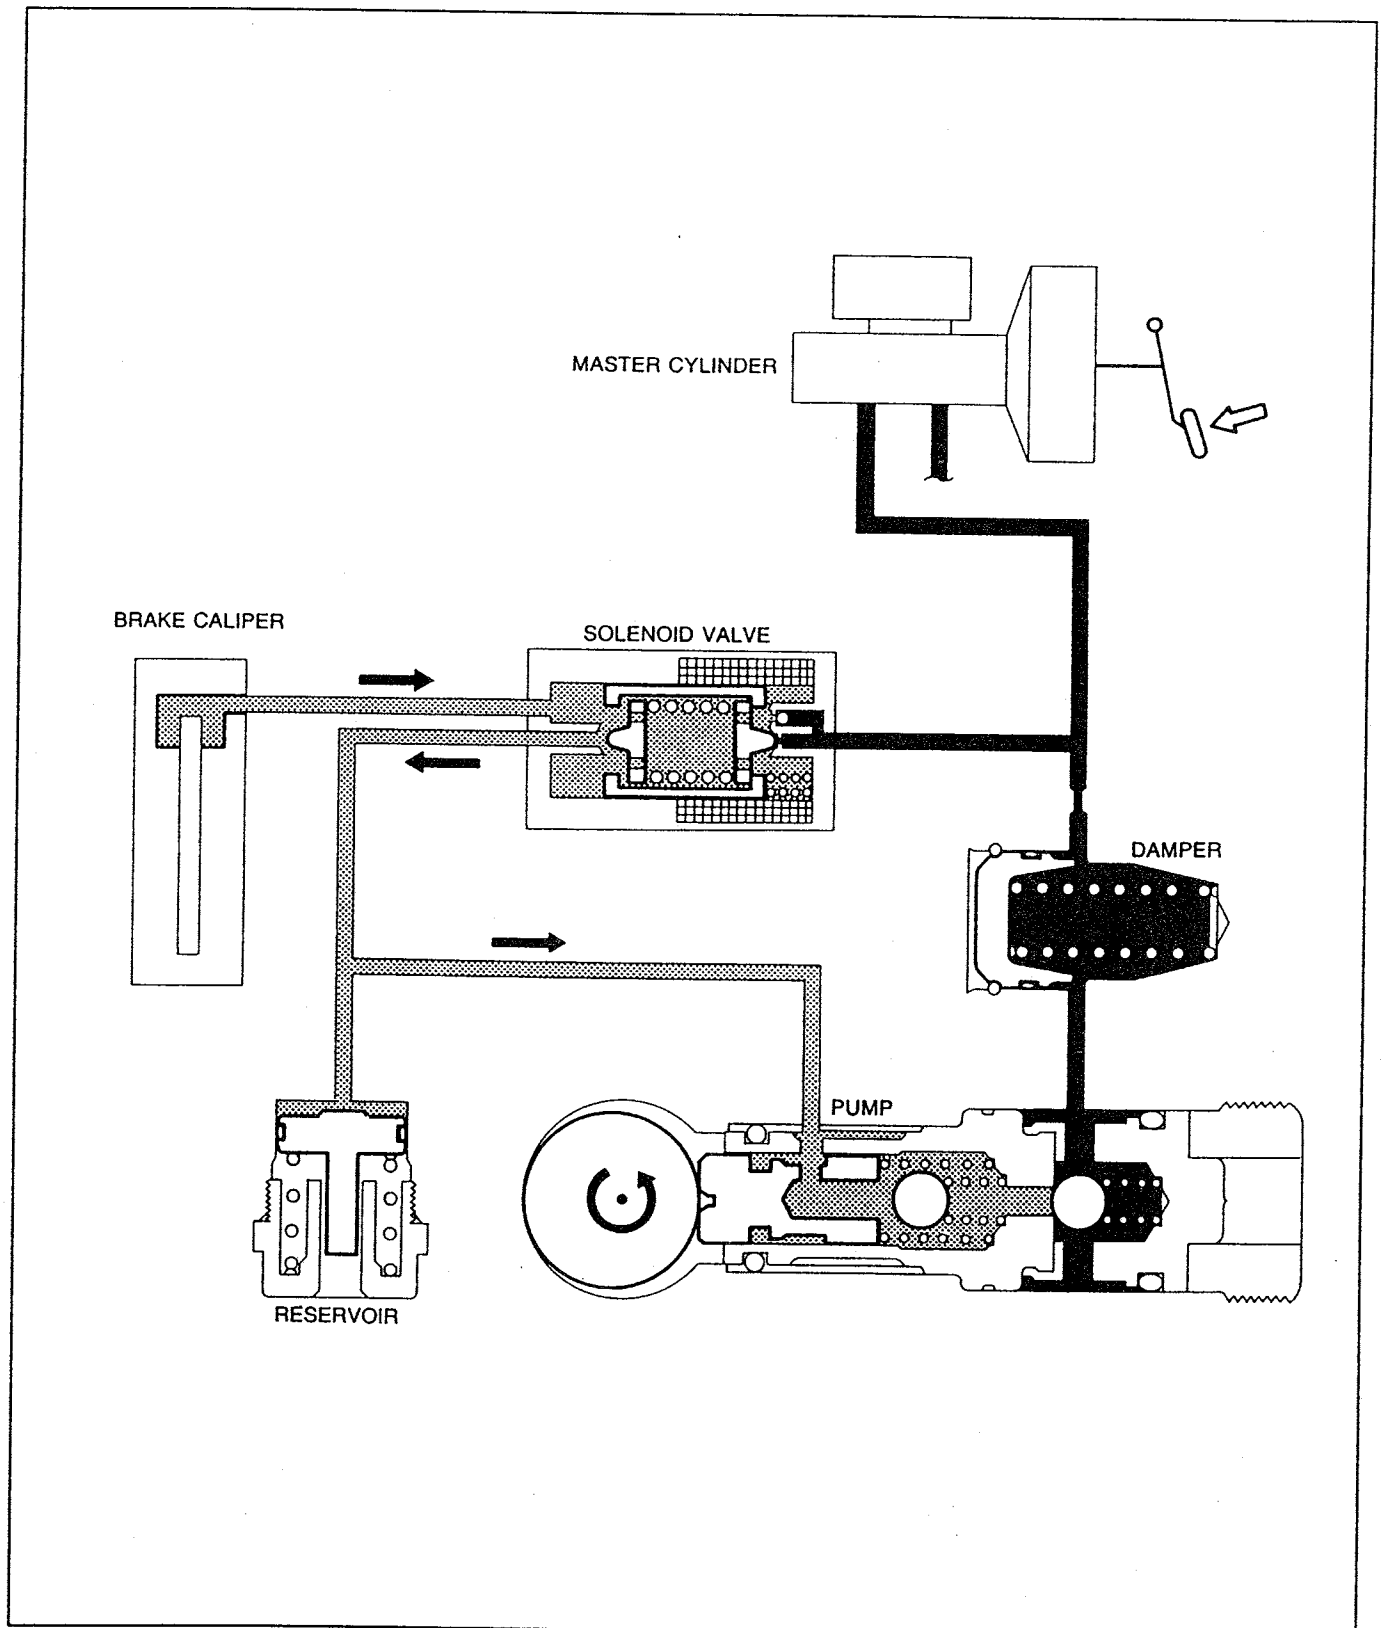 MASTER CYLINDER
BRAKE CALIPER
SOLENOID VALVE
DAMPER
PUMP
RESERVOIR